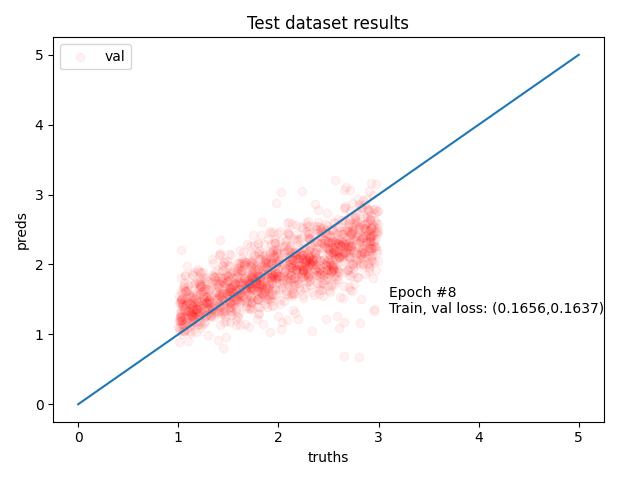 Test dataset results
val
5
4
3
2
1
0
preds
Epoch #8
Train, val loss: (0.1656,0.1637)
0 1 2 3 4 5
truths